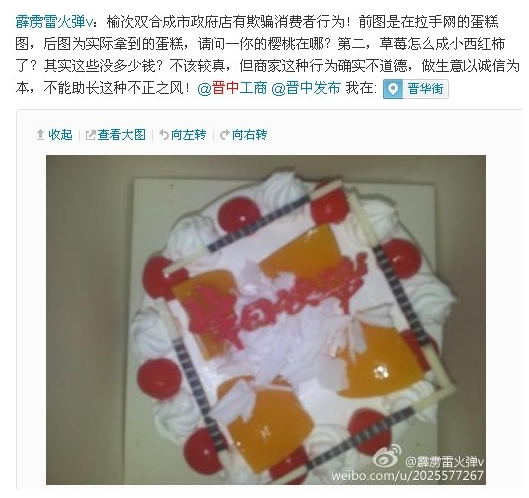 霹雳雷火弹v：榆次双合成市政府店有欺骗消费者行为！前图是在拉手网的蛋糕
图，后图为实际拿到的蛋糕，请问一你的樱桃在哪？第二，草莓怎么成小西红柿
了？其实这些没多少钱？不该较真，但商家这种行为确实不道德，做生意以诚信为
本，不能助长这种不正之风！@晋中工商 @晋中发布 我在: 晋华街
收起 查看大图 向左转 向右转
生日快乐
@霹雳雷火弹v
weibo.com/u/2025577267